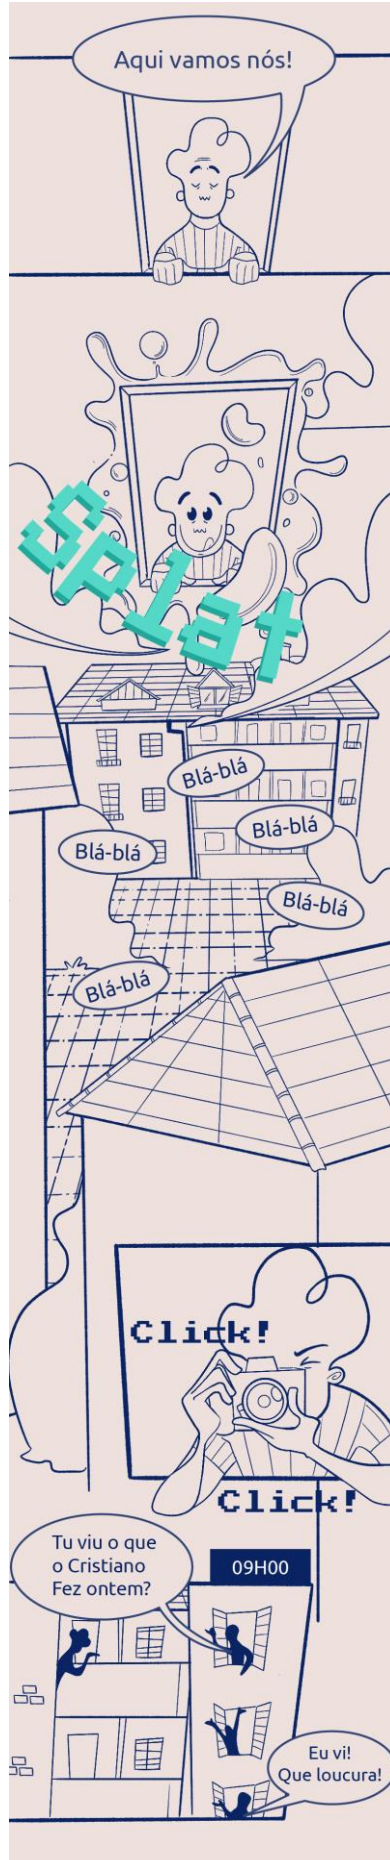 Aqui vamos nós!
Splat
Blá-blá
Blá-blá
Blá-blá
Blá-blá
Blá-blá
Click!
Click!
Tu viu o que
o Cristiano
Fez ontem?
09H00
Eu vi!
Que loucura!